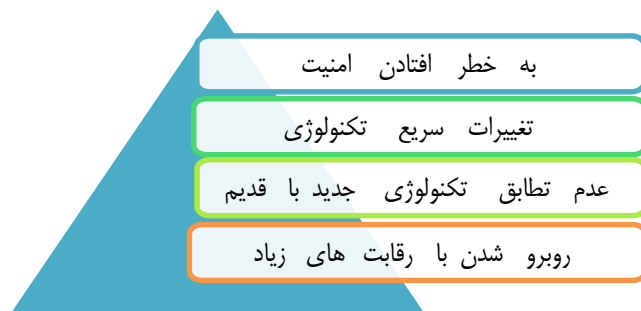 به خطر افتادن امنیت
تغییرات سریع تکنولوژی
عدم تطابق تکنولوژی جدید با قدیم
روبرو شدن با رقابت های زیاد